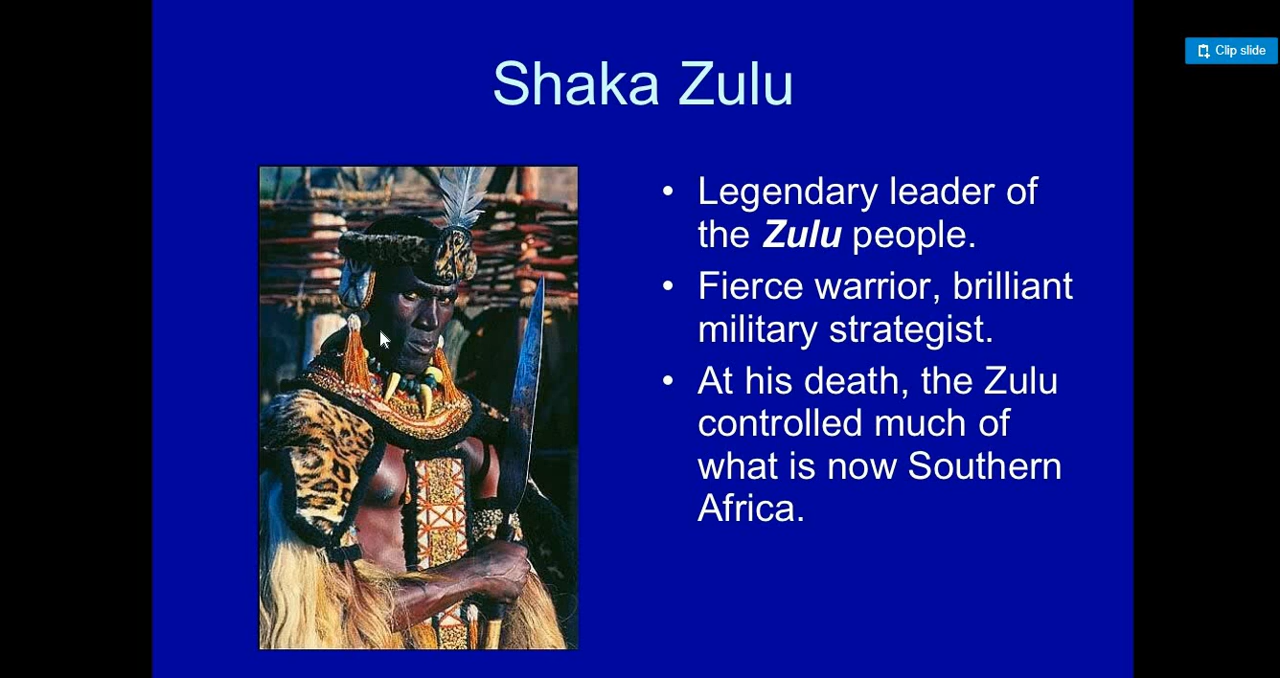 Clip slide
Shaka Zulu
• Legendary leader of
the Zulu people.
• Fierce warrior, brilliant
military strategist.
• At his death, the Zulu
controlled much of
what is now Southern
Africa.